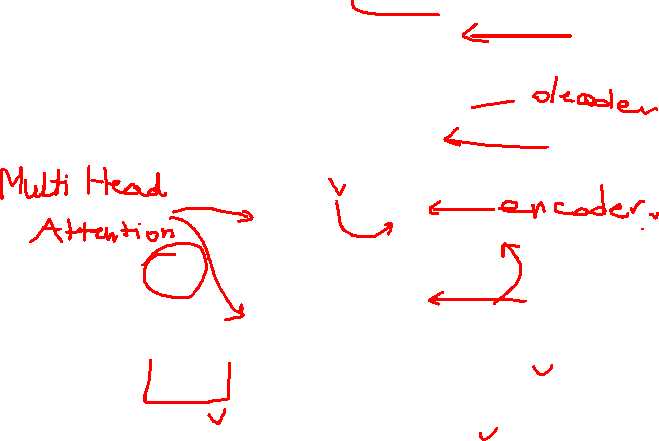 decoder
Multi Head
Attention
v
encoder.